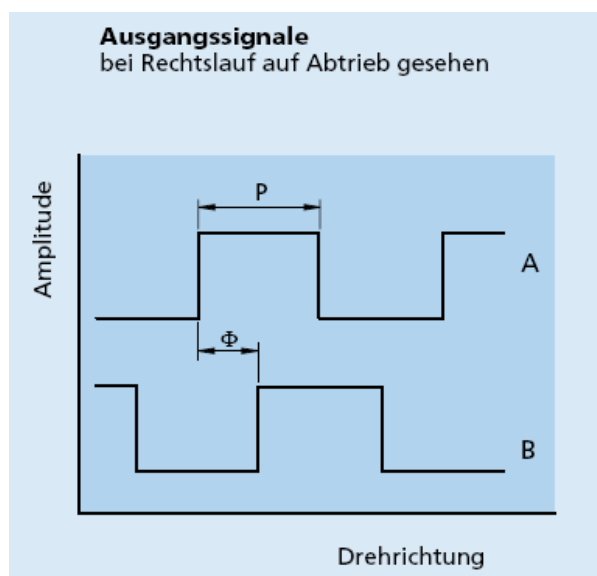 Ausgangssignale
bei Rechtslauf auf Abtrieb gesehen
Amplitude
P
A
Φ
B
Drehrichtung